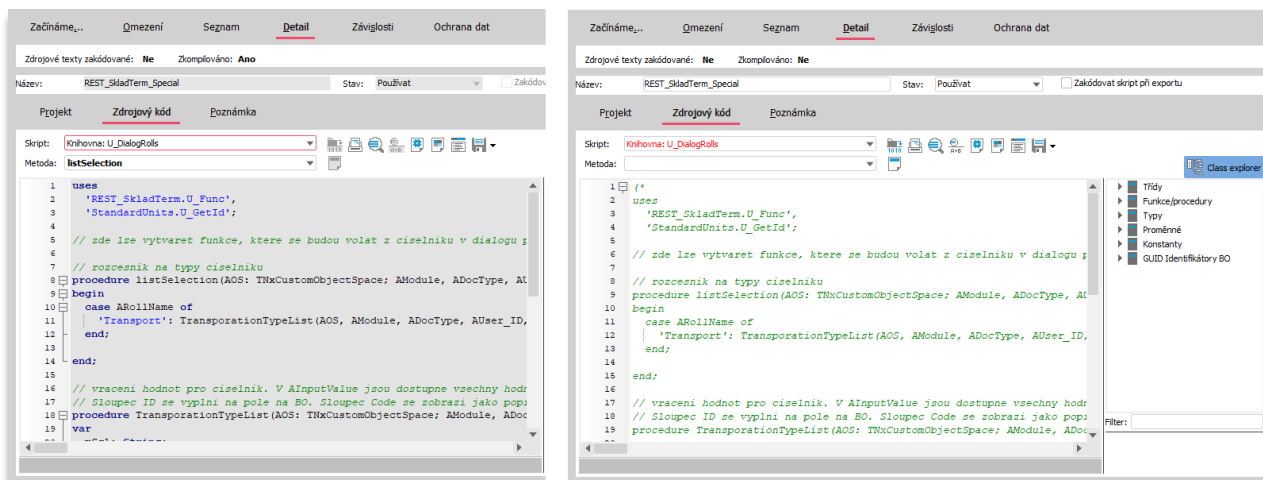 Začínáme... Omezení Seznam Detail Závislosti Ochrana dat
Zdrojové texty zakódované: Ne Zkompilováno: Ano
Název: REST_SkladTerm_Special Stav: Používat Zakódov
Projekt Zdrojový kód Poznámka
Skript: Knihovna: U_DialogRolls
Metoda: listSelection
1 uses
2 'REST_SkladTerm.U_Func',
3 'StandardUnits.U_GetId';
4
5 // zde lze vytvaret funkce, ktere se budou volat z ciselniku v dialogu p
6
7 // rozcesnik na typy ciselniku
8 procedure listSelection(AOS: TNxCustomObjectSpace; AModule, ADocType, AU
9 begin
10 case ARollName of
11 'Transport': TransporationTypeList(AOS, AModule, ADocType, AUser_ID,
12 end;
13
14 end;
15
16 // vraceni hodnot pro ciselnik. V AInputValue jsou dostupne vsechny hodn
17 // Sloupec ID se vyplni na pole na BO. Sloupec Code se zobrazi jako popi
18 procedure TransporationTypeList(AOS: TNxCustomObjectSpace; AModule, ADoc
19 var
Začínáme... Omezení Seznam Detail Závislosti Ochrana dat
Zdrojové texty zakódované: Ne Zkompilováno: Ne
Název: REST_SkladTerm_Special Stav: Používat Zakódovat skript při exportu
Projekt Zdrojový kód Poznámka
Skript: Knihovna: U_DialogRolls
Metoda:
Class explorer
1 (*
2 uses
3 'REST_SkladTerm.U_Func',
4 'StandardUnits.U_GetId';
5
6 // zde lze vytvaret funkce, ktere se budou volat z ciselniku v dialogu p
7
8 // rozcesnik na typy ciselniku
9 procedure listSelection(AOS: TNxCustomObjectSpace; AModule, ADocType, AU
10 begin
11 case ARollName of
12 'Transport': TransporationTypeList(AOS, AModule, ADocType, AUser_ID,
13 end;
14
15 end;
16
17 // vraceni hodnot pro ciselnik. V AInputValue jsou dostupne vsechny hodn
18 // Sloupec ID se vyplni na pole na BO. Sloupec Code se zobrazi jako popi
19 procedure TransporationTypeList(AOS: TNxCustomObjectSpace; AModule, ADoc
Třídy
Funkce/procedury
Typy
Proměnné
Konstanty
GUID Identifikátory BO
Filter: